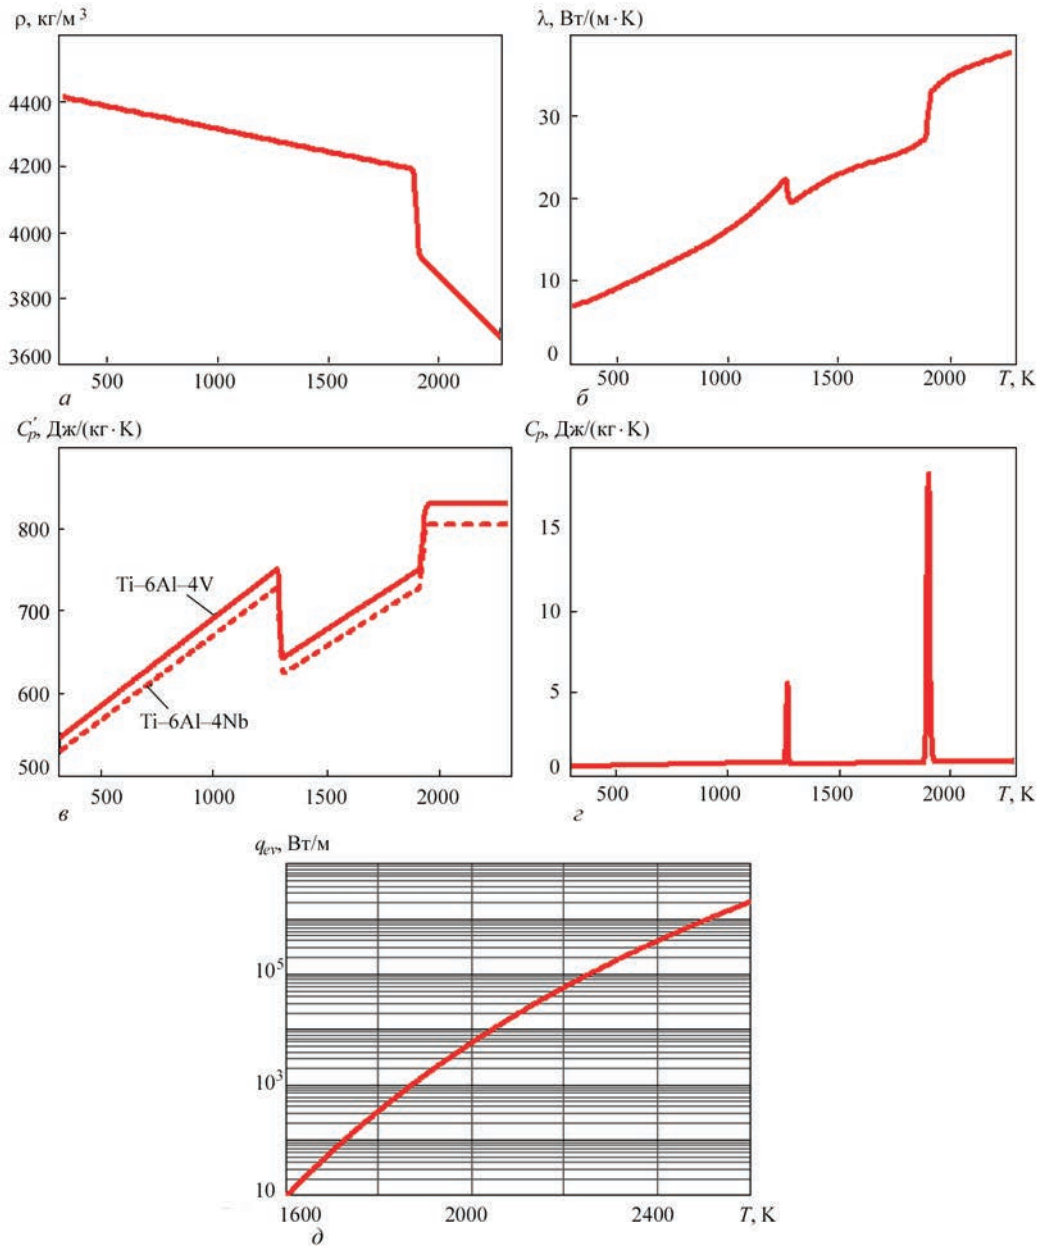 ρ, кг/м³
4400
4200
4000
3800
3600
500 1000 1500 2000
а
λ, Вт/(м · К)
30
20
10
0
500 1000 1500 2000 T, К
б
C′p, Дж/(кг · К)
800
700
600
500
Ti–6Al–4V
Ti–6Al–4Nb
500 1000 1500 2000
в
Cp, Дж/(кг · К)
15
10
5
0
500 1000 1500 2000 T, К
г
qev, Вт/м
10⁵
10³
10
1600 2000 2400 T, К
д